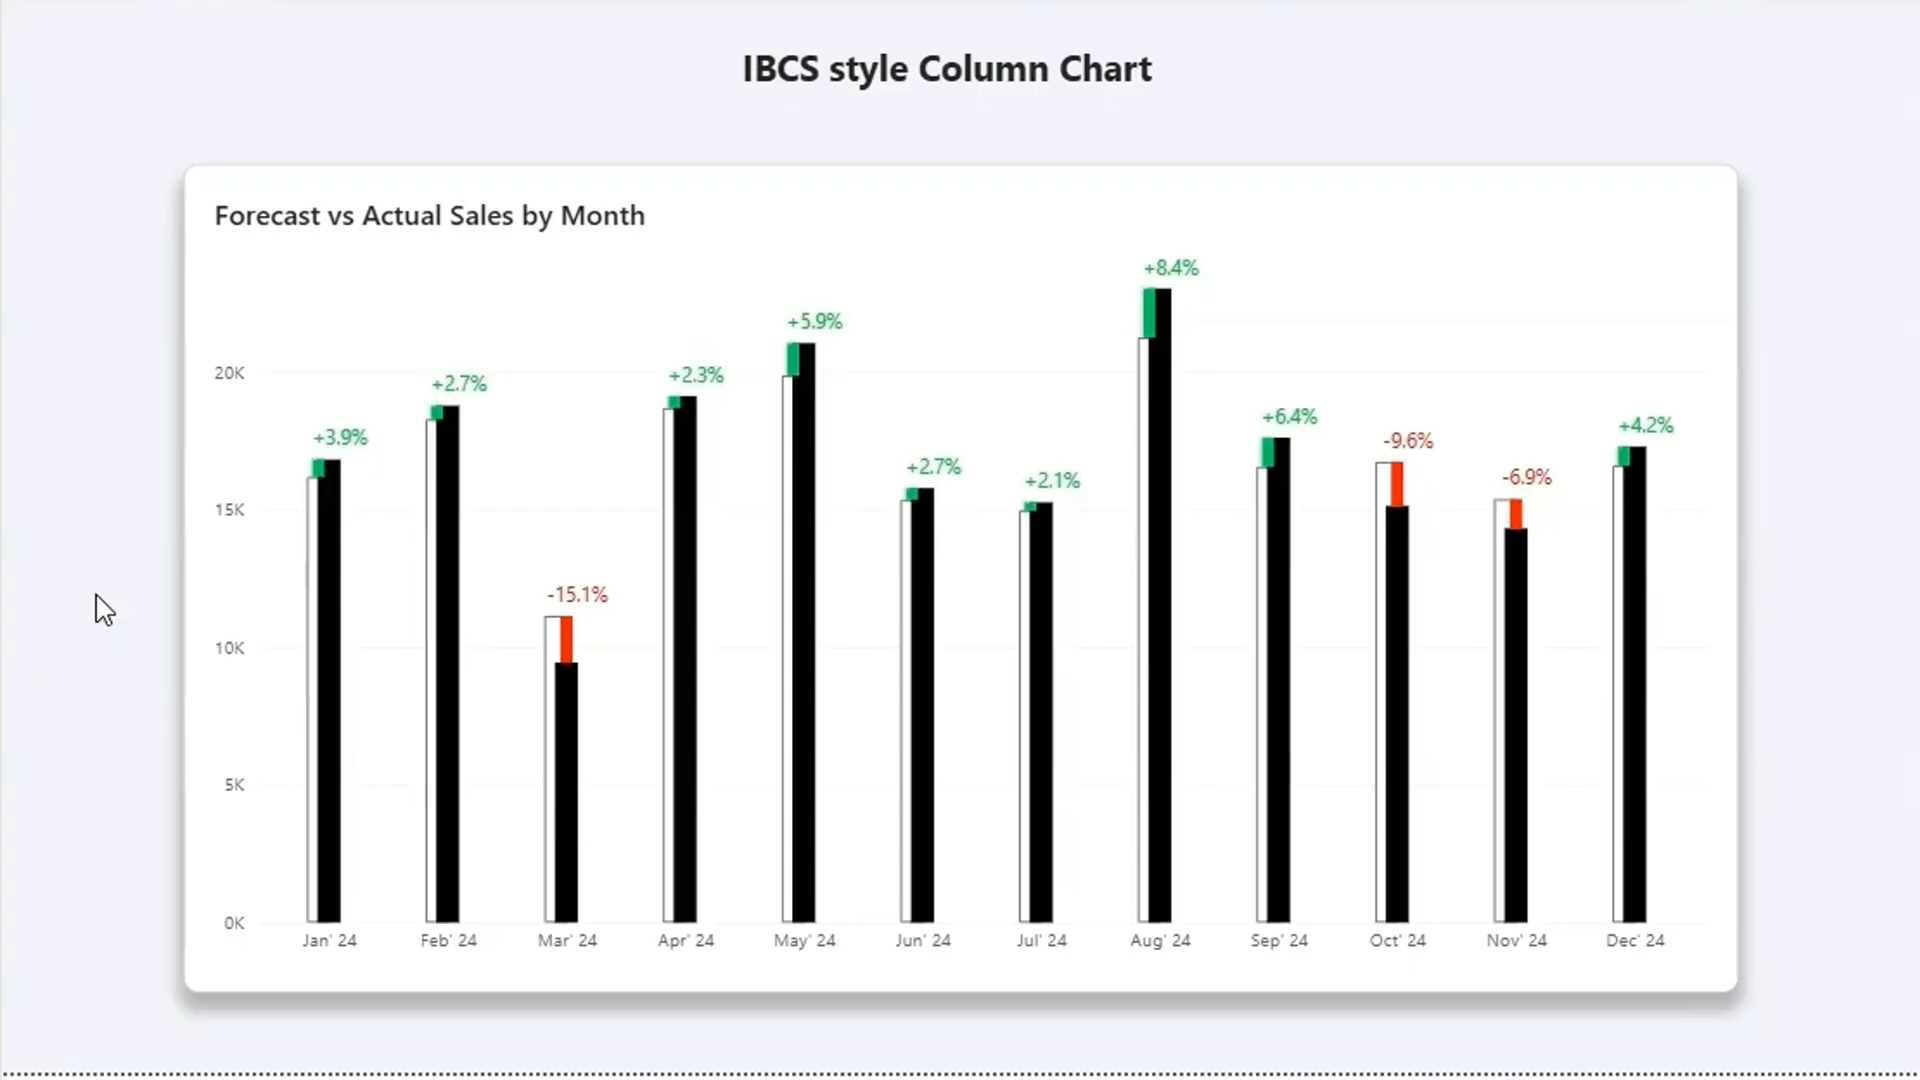 IBCS style Column Chart
Forecast vs Actual Sales by Month
+8.4%
+5.9%
20K
+2.3%
+2.7%
+6.4%
+4.2%
+3.9%
-9.6%
+2.7%
-6.9%
+2.1%
15K
-15.1%
10K
5K
0K
Jan' 24 Feb' 24 Mar' 24 Apr' 24 May' 24 Jun' 24 Jul' 24 Aug' 24 Sep' 24 Oct' 24 Nov' 24 Dec' 24